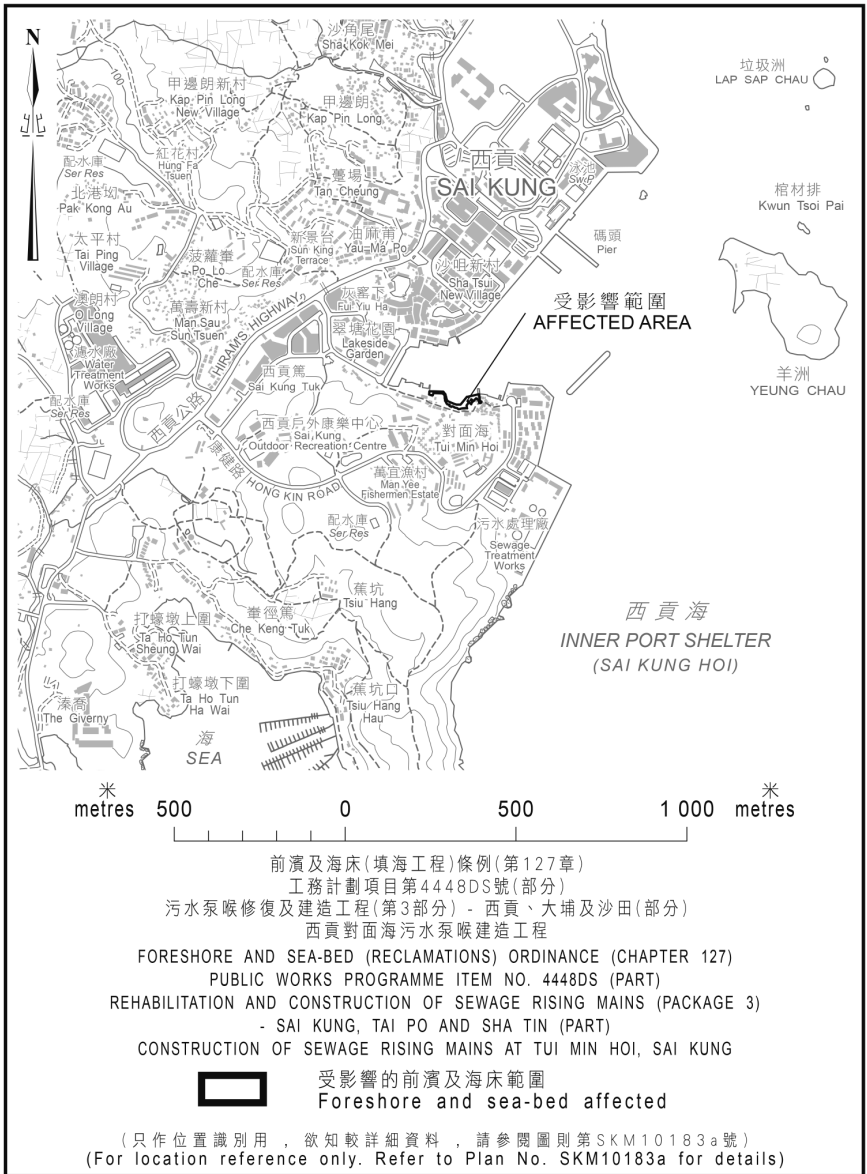 N
沙角尾
Sha Kok Mei
垃圾洲
LAP SAP CHAU
100
甲邊朗新村
Kap Pin Long
New Village
甲邊朗
Kap Pin Long
西貢
SAI KUNG
泳池
Sw P
配水庫
Ser Res
紅花村
Hung Fa
Tsuen
躉場
Tan Cheung
棺材排
Kwun Tsoi Pai
北港坳
Pak Kong Au
碼頭
Pier
太平村
Tai Ping
Village
菠蘿輋
Po Lo
Che
配水庫
Ser Res
新景台
Sun King
Terrace
油麻莆
Yau Ma Po
沙咀新村
Sha Tsui
New Village
澳朗村
O Long
Village
萬壽新村
Man Sau
Sun Tsuen
HIRAM'S HIGHWAY
灰窰下
Fui Yiu Ha
受影響範圍
AFFECTED AREA
翠塘花園
Lakeside
Garden
濾水廠
Water
Treatment
Works
西貢篤
Sai Kung Tuk
羊洲
YEUNG CHAU
配水庫
Ser Res
西貢公路
西貢戶外康樂中心
Sai Kung
Outdoor Recreation Centre
對面海
Tui Min Hoi
康健路
HONG KIN ROAD
萬宜漁村
Man Yee
Fishermen Estate
配水庫
Ser Res
污水處理廠
Sewage
Treatment
Works
蕉坑
Tsiu Hang
西貢海
INNER PORT SHELTER
(SAI KUNG HOI)
打蠔墩上圍
Ta Ho Tun
Sheung Wai
輋徑篤
Che Keng Tuk
打蠔墩下圍
Ta Ho Tun
Ha Wai
蕉坑口
Tsiu Hang
Hau
溱喬
The Giverny
海
SEA
米
metres 500 0 500 1 000 米
metres
前濱及海床(填海工程)條例(第127章)
工務計劃項目第4448DS號(部分)
污水泵喉修復及建造工程(第3部分) - 西貢、大埔及沙田(部分)
西貢對面海污水泵喉建造工程
FORESHORE AND SEA-BED (RECLAMATIONS) ORDINANCE (CHAPTER 127)
PUBLIC WORKS PROGRAMME ITEM NO. 4448DS (PART)
REHABILITATION AND CONSTRUCTION OF SEWAGE RISING MAINS (PACKAGE 3)
- SAI KUNG, TAI PO AND SHA TIN (PART)
CONSTRUCTION OF SEWAGE RISING MAINS AT TUI MIN HOI, SAI KUNG
受影響的前濱及海床範圍
Foreshore and sea-bed affected
(只作位置識別用 , 欲知較詳細資料 , 請參閱圖則第SKM10183a號)
(For location reference only. Refer to Plan No. SKM10183a for details)